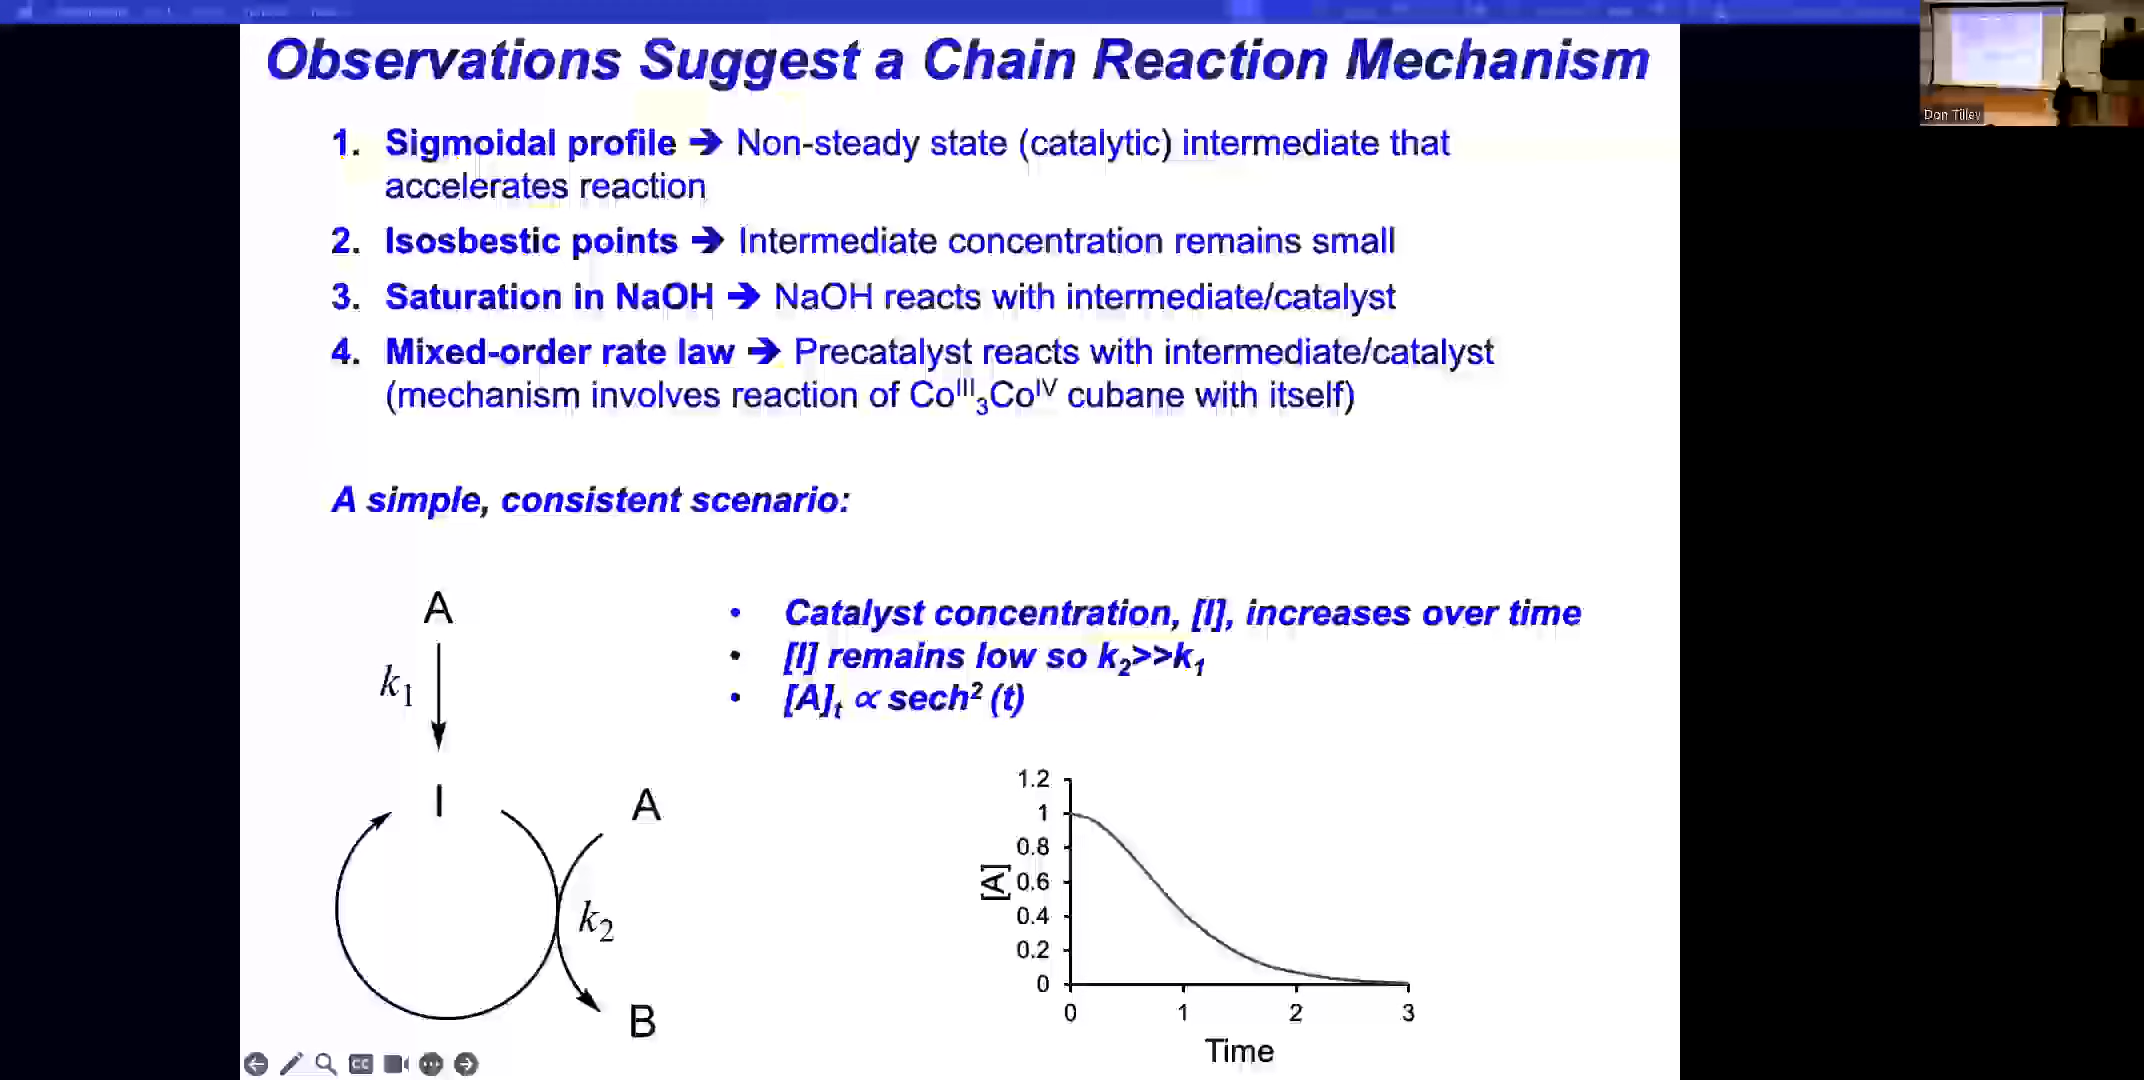 Observations Suggest a Chain Reaction Mechanism
Don Tilley
1. Sigmoidal profile ➔ Non-steady state (catalytic) intermediate that
accelerates reaction
2. Isosbestic points ➔ Intermediate concentration remains small
3. Saturation in NaOH ➔ NaOH reacts with intermediate/catalyst
4. Mixed-order rate law ➔ Precatalyst reacts with intermediate/catalyst
(mechanism involves reaction of Coᴵᴵᴵ₃Coᴵⱽ cubane with itself)
A simple, consistent scenario:
A
k₁
I
A
k₂
B
• Catalyst concentration, [I], increases over time
• [I] remains low so k₂>>k₁
• [A]ₜ ∝ sech² (t)
1.2
1
0.8
0.6
0.4
0.2
0
[A]
0 1 2 3
Time
CC